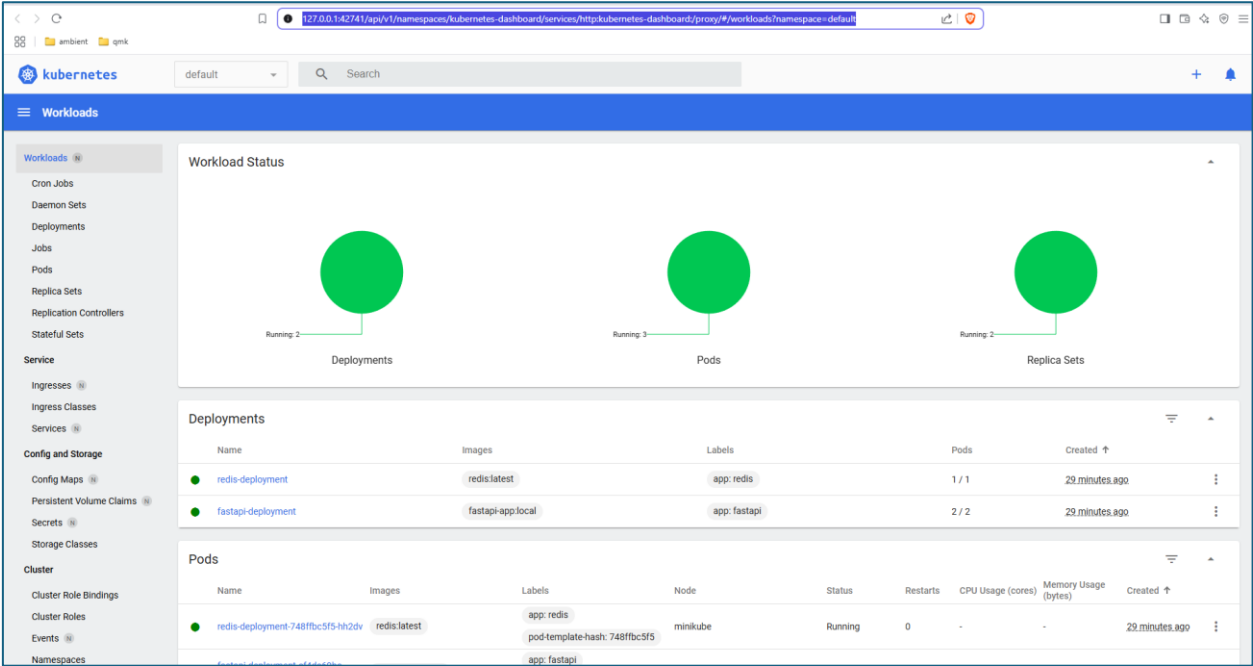 127.0.0.1:42741/api/v1/namespaces/kubernetes-dashboard/services/http:kubernetes-dashboard:/proxy/#/workloads?namespace=default
ambient qmk
kubernetes default Search
Workloads
Workloads N
Cron Jobs
Daemon Sets
Deployments
Jobs
Pods
Replica Sets
Replication Controllers
Stateful Sets
Service
Ingresses N
Ingress Classes
Services N
Config and Storage
Config Maps N
Persistent Volume Claims N
Secrets N
Storage Classes
Cluster
Cluster Role Bindings
Cluster Roles
Events N
Namespaces
Workload Status
Running: 2
Deployments
Running: 3
Pods
Running: 2
Replica Sets
Deployments
Name Images Labels Pods Created
redis-deployment redis:latest app: redis 1 / 1 29 minutes ago
fastapi-deployment fastapi-app:local app: fastapi 2 / 2 29 minutes ago
Pods
Name Images Labels Node Status Restarts CPU Usage (cores) Memory Usage (bytes) Created
redis-deployment-748ffbc5f5-hh2dv redis:latest app: redis minikube Running 0 - - 29 minutes ago
pod-template-hash: 748ffbc5f5
app: fastapi